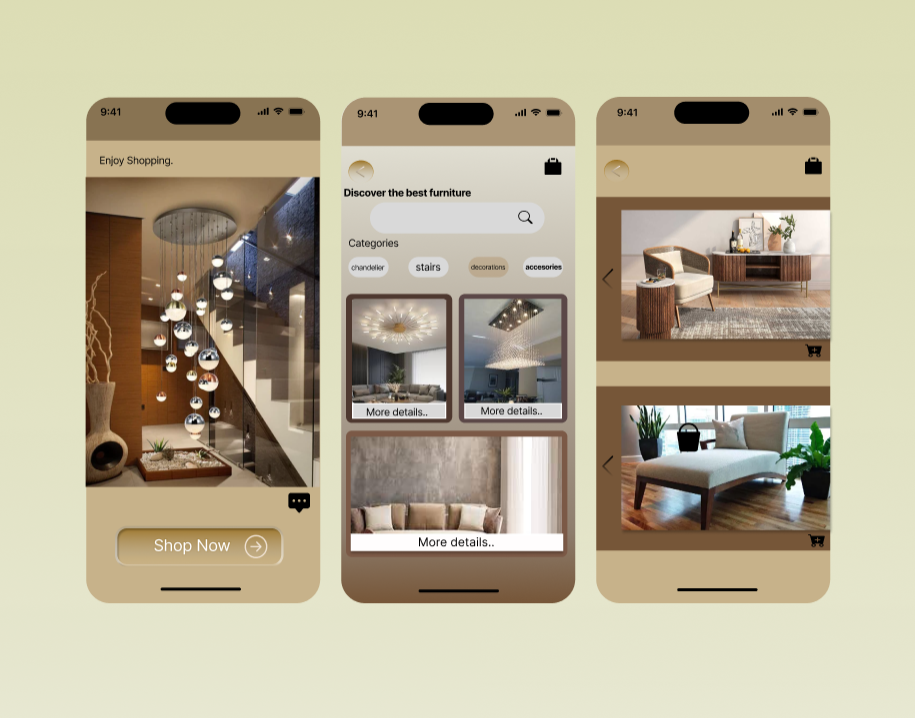 9:41
Enjoy Shopping.
Shop Now
9:41
Discover the best furniture
Categories
chandelier
stairs
decorations
accesories
More details..
More details..
More details..
9:41